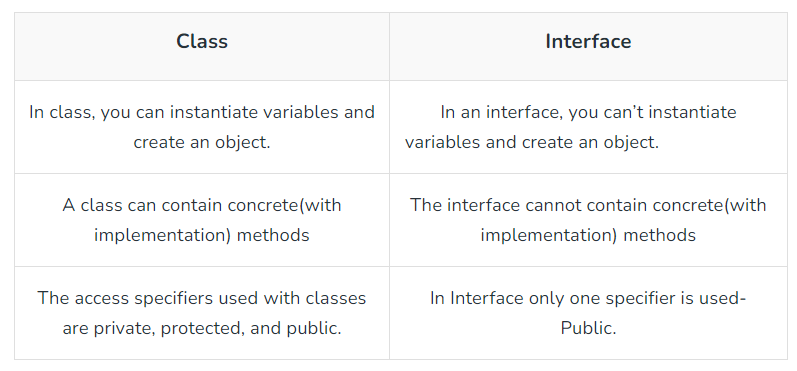 Class
Interface
In class, you can instantiate variables and
create an object.
In an interface, you can’t instantiate
variables and create an object.
A class can contain concrete(with
implementation) methods
The interface cannot contain concrete(with
implementation) methods
The access specifiers used with classes
are private, protected, and public.
In Interface only one specifier is used-
Public.